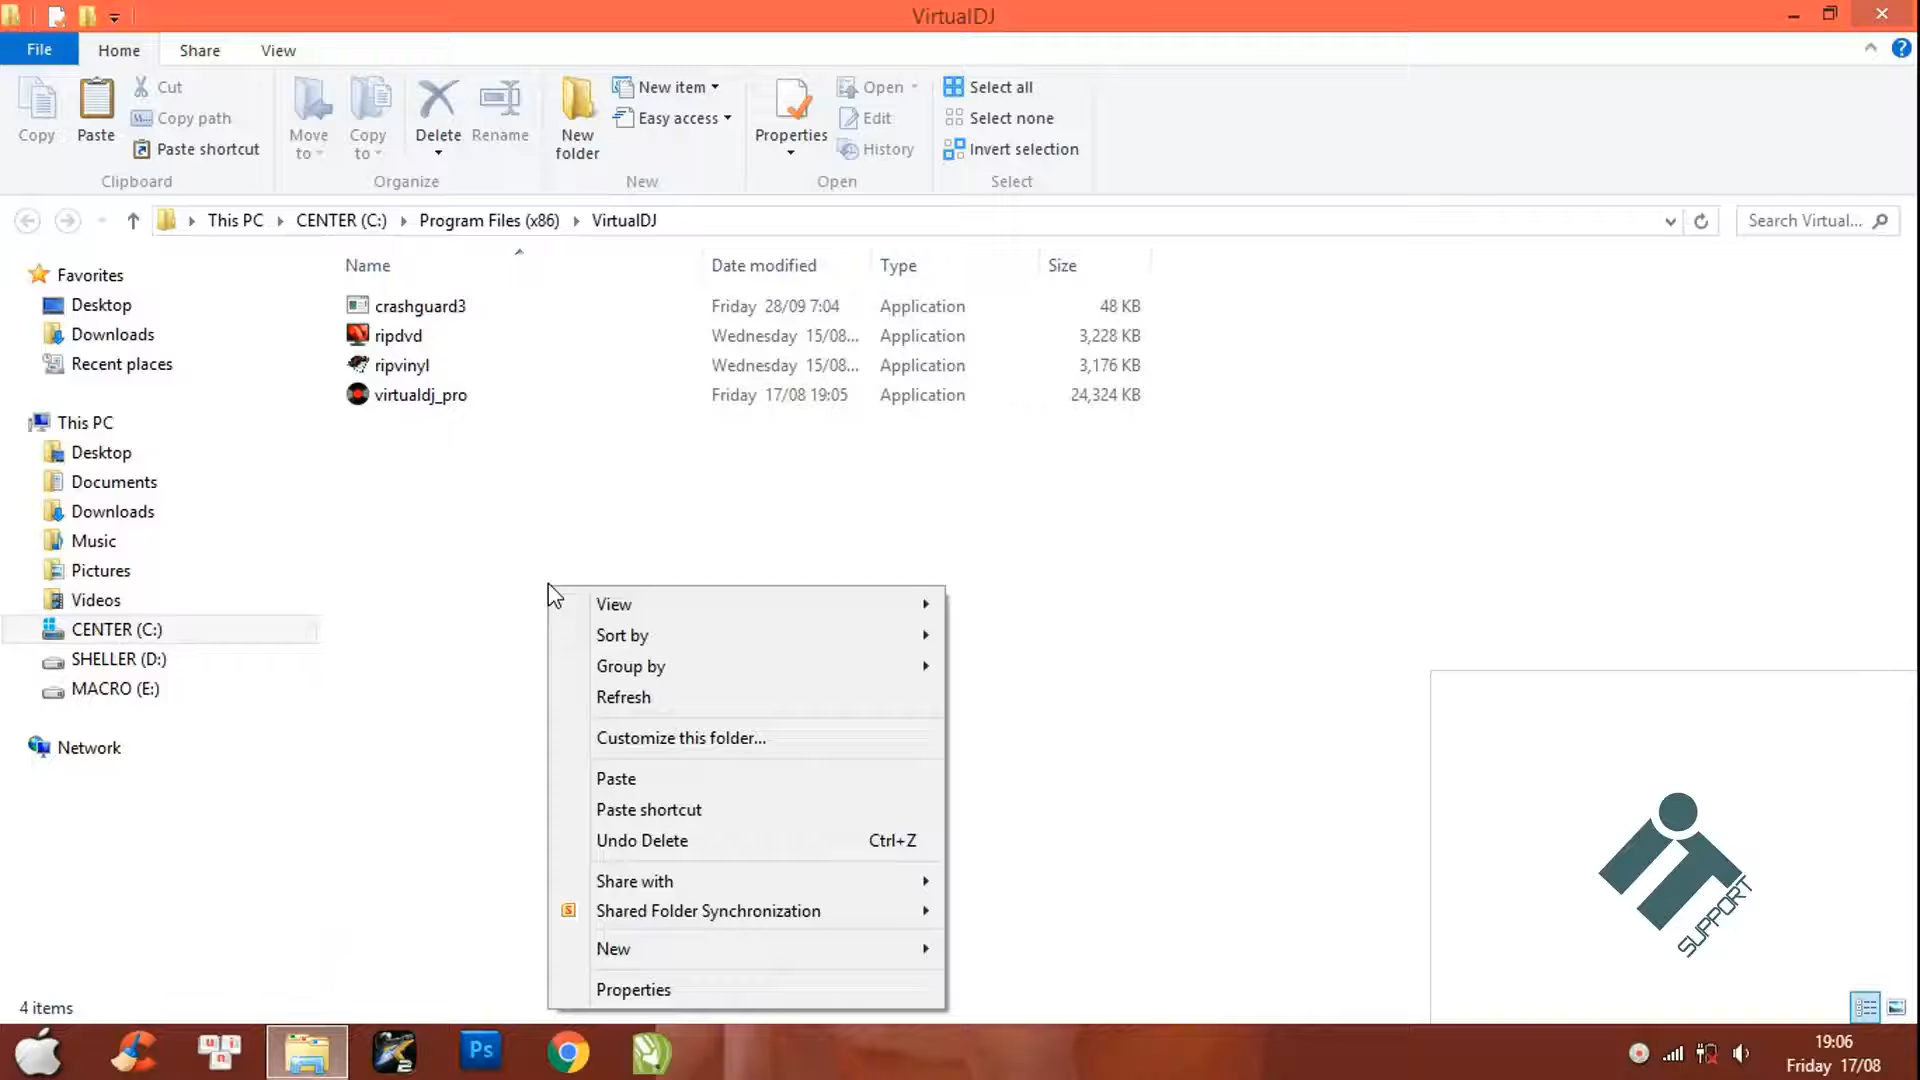 VirtualDJ
File Home Share View
Copy
Paste
Cut
Copy path
Paste shortcut
Clipboard
Move to
Copy to
Delete
Rename
Organize
New folder
New item
Easy access
New
Properties
Open
Edit
History
Open
Select all
Select none
Invert selection
Select
This PC CENTER (C:) Program Files (x86) VirtualDJ
Search Virtual...
Name Date modified Type Size
crashguard3 Friday 28/09 7:04 Application 48 KB
ripdvd Wednesday 15/08... Application 3,228 KB
ripvinyl Wednesday 15/08... Application 3,176 KB
virtualdj_pro Friday 17/08 19:05 Application 24,324 KB
Favorites
Desktop
Downloads
Recent places
This PC
Desktop
Documents
Downloads
Music
Pictures
Videos
CENTER (C:)
SHELLER (D:)
MACRO (E:)
Network
View
Sort by
Group by
Refresh
Customize this folder...
Paste
Paste shortcut
Undo Delete Ctrl+Z
Share with
S Shared Folder Synchronization
New
Properties
iT
SUPPORT
4 items
u n i
2
Ps
19:06
Friday 17/08